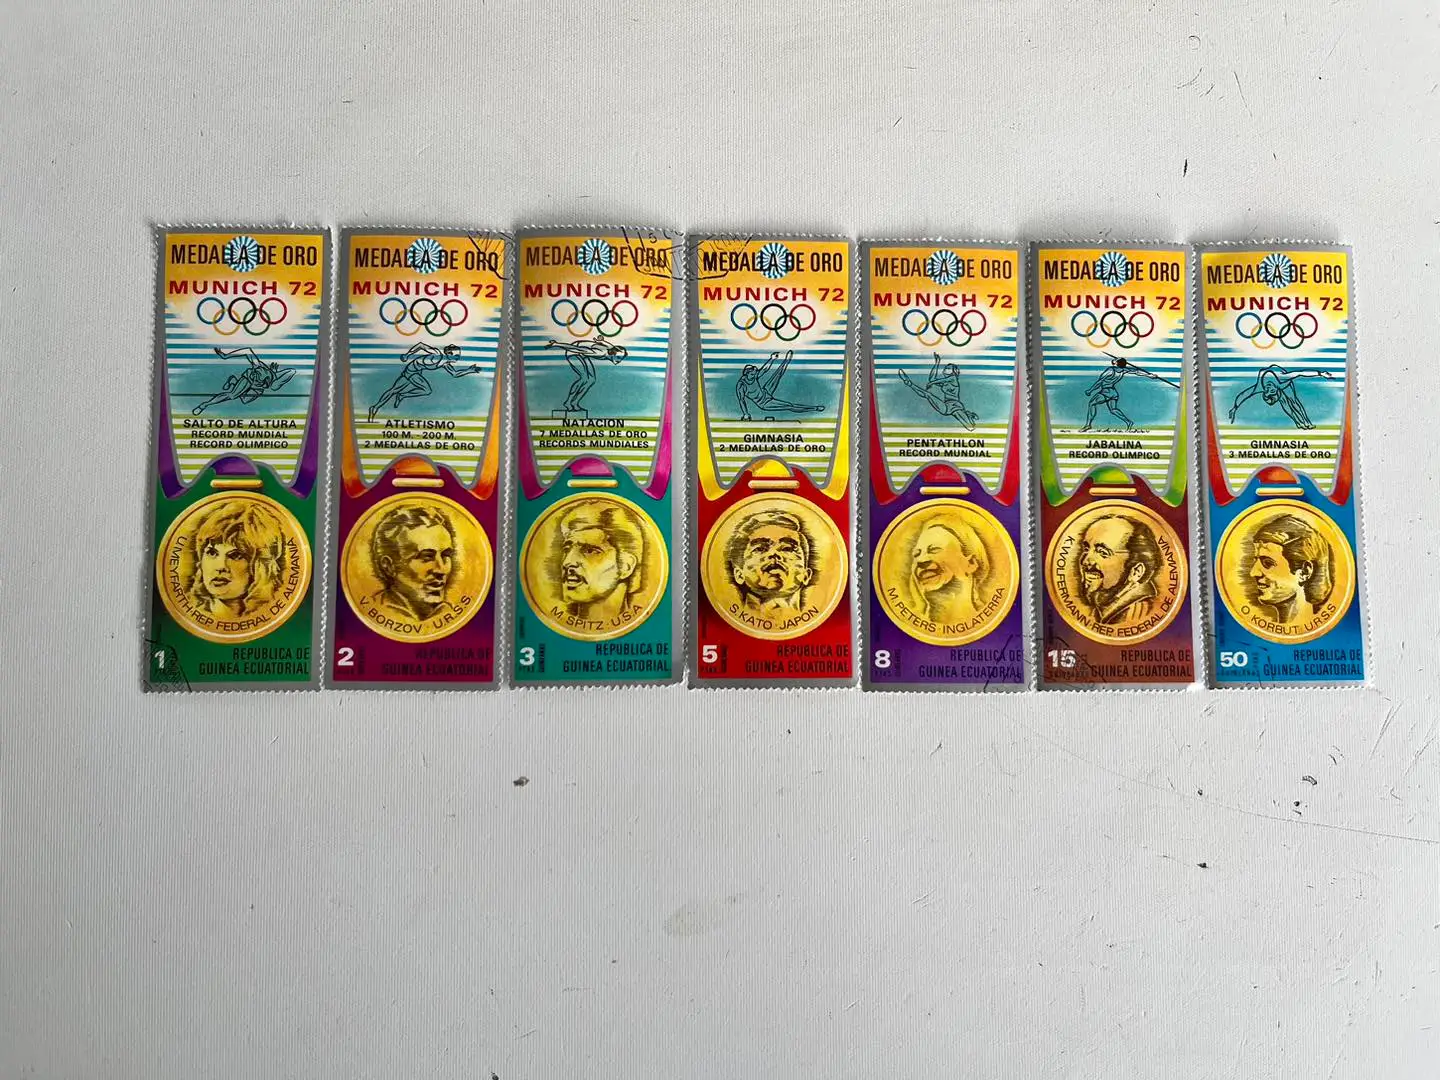 MEDALLA DE ORO
MUNICH 72
SALTO DE ALTURA
RECORD MUNDIAL
RECORD OLIMPICO
U.MEYFARTH·REP FEDERAL DE ALEMANIA
1
REPUBLICA DE
GUINEA ECUATORIAL
MEDALLA DE ORO
MUNICH 72
ATLETISMO
100 M. - 200 M.
2 MEDALLAS DE ORO
V. BORZOV · U.R.S.S
2
REPUBLICA DE
GUINEA ECUATORIAL
MEDALLA DE ORO
MUNICH 72
NATACION
7 MEDALLAS DE ORO
RECORDS MUNDIALES
M. SPITZ · U.S.A
3
REPUBLICA DE
GUINEA ECUATORIAL
MEDALLA DE ORO
MUNICH 72
GIMNASIA
2 MEDALLAS DE ORO
S.KATO · JAPON
5
REPUBLICA DE
GUINEA ECUATORIAL
MEDALLA DE ORO
MUNICH 72
PENTATHLON
RECORD MUNDIAL
M. PETERS · INGLATERRA
8
REPUBLICA DE
GUINEA ECUATORIAL
MEDALLA DE ORO
MUNICH 72
JABALINA
RECORD OLIMPICO
K.WOLFERMANN·REP FEDERAL DE ALEMANIA
15
REPUBLICA DE
GUINEA ECUATORIAL
MEDALLA DE ORO
MUNICH 72
GIMNASIA
3 MEDALLAS DE ORO
O. KORBUT U.R.S.S
50
REPUBLICA DE
GUINEA ECUATORIAL